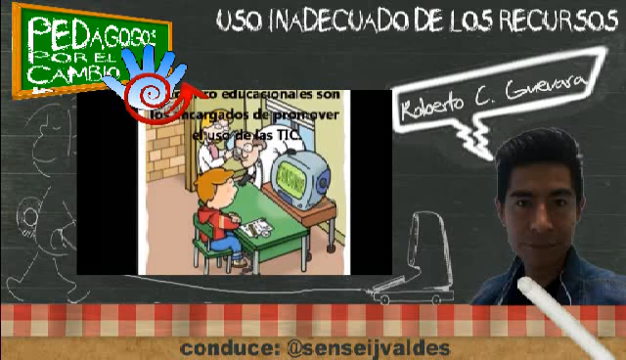 USO INADECUADO DE LOS RECURSOS
PEDAGOGOS
POR EL
CAMBIO
Roberto C. Guevara
educacionales son
los encargados de promover
el uso de las TIC.
conduce: @senseijvaldes